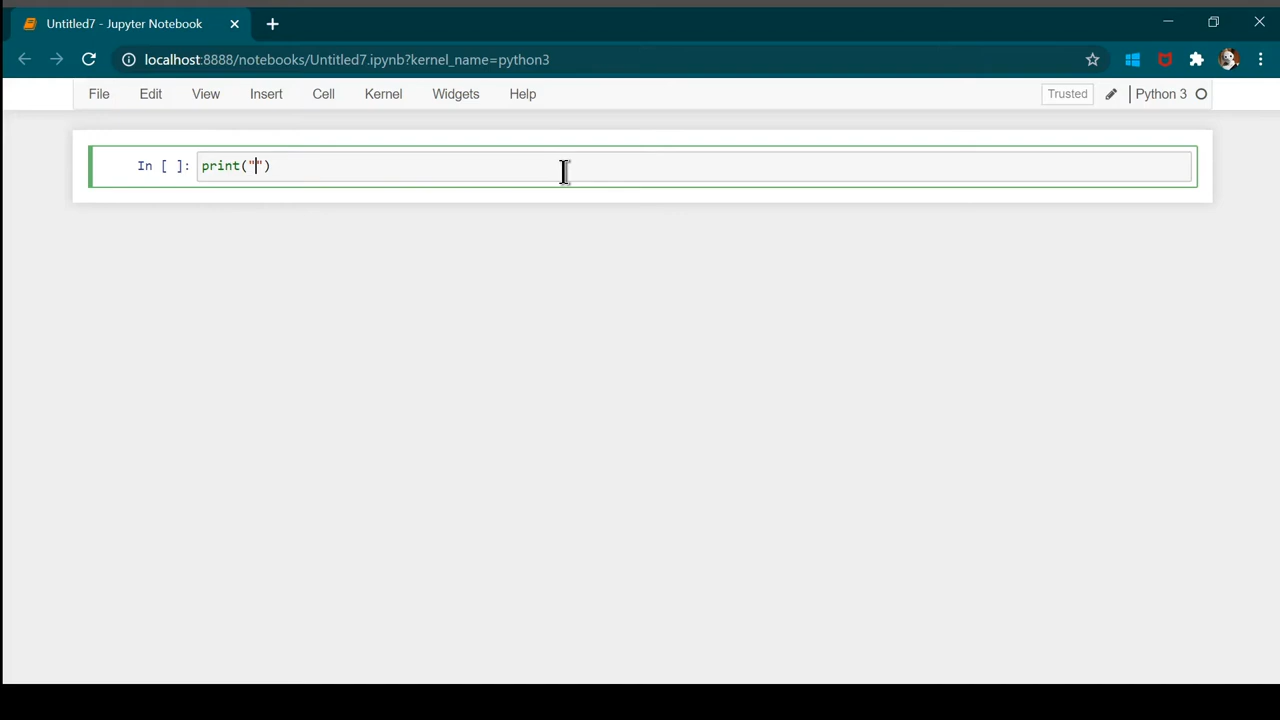 Untitled7 - Jupyter Notebook
localhost:8888/notebooks/Untitled7.ipynb?kernel_name=python3
File Edit View Insert Cell Kernel Widgets Help Trusted Python 3
In [ ]: print("")